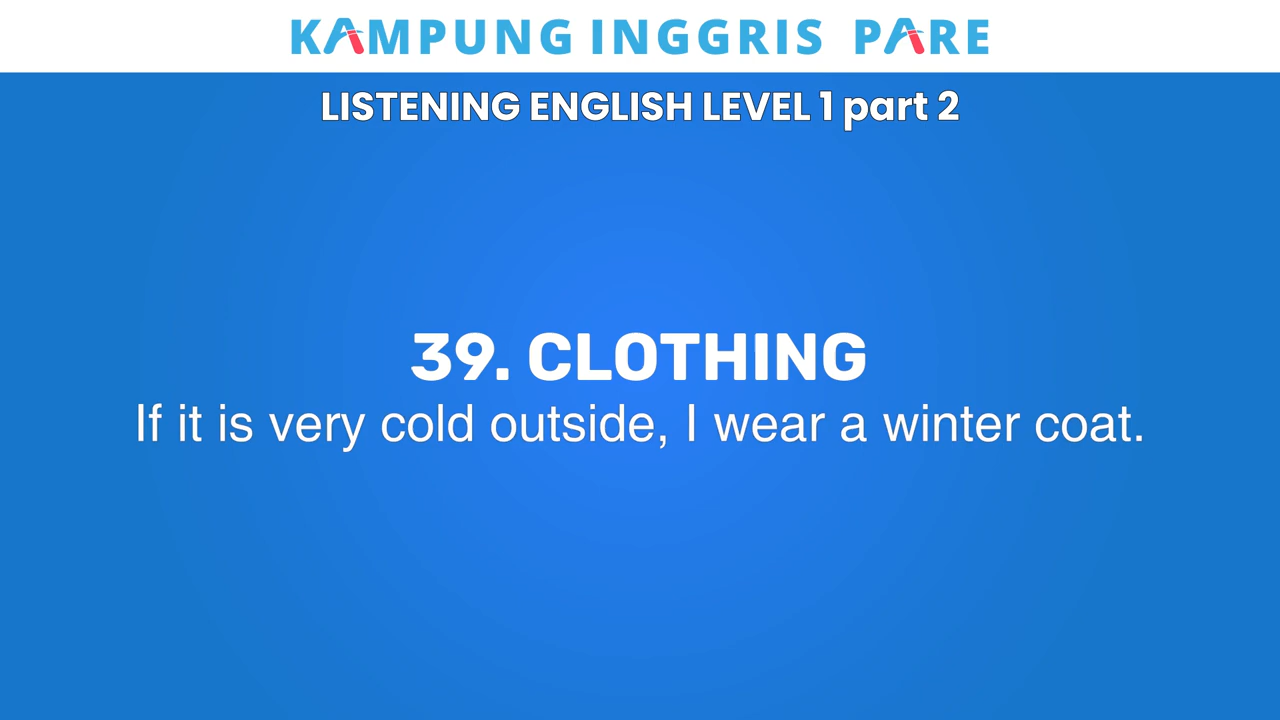 KAMPUNG INGGRIS PARE
LISTENING ENGLISH LEVEL 1 part 2
39. CLOTHING
If it is very cold outside, I wear a winter coat.